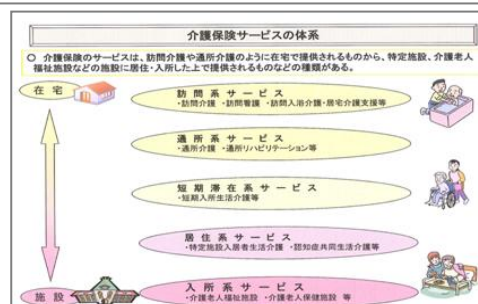 介護保険サービスの体系
○ 介護保険のサービスは、訪問介護や通所介護のように在宅で提供されるものから、特定施設、介護老人
福祉施設などの施設に居住・入所した上で提供されるものなどの種類がある。
在 宅
訪 問 系 サ ー ビ ス
・訪問介護 ・訪問看護 ・訪問入浴介護・居宅介護支援等
通 所 系 サ ー ビ ス
・通所介護 ・通所リハビリテーション等
短 期 滞 在 系 サ ー ビ ス
・短期入所生活介護等
居 住 系 サ ー ビ ス
・特定施設入居者生活介護 ・認知症共同生活介護等
施 設
入 所 系 サ ー ビ ス
・介護老人福祉施設 ・介護老人保健施設 等